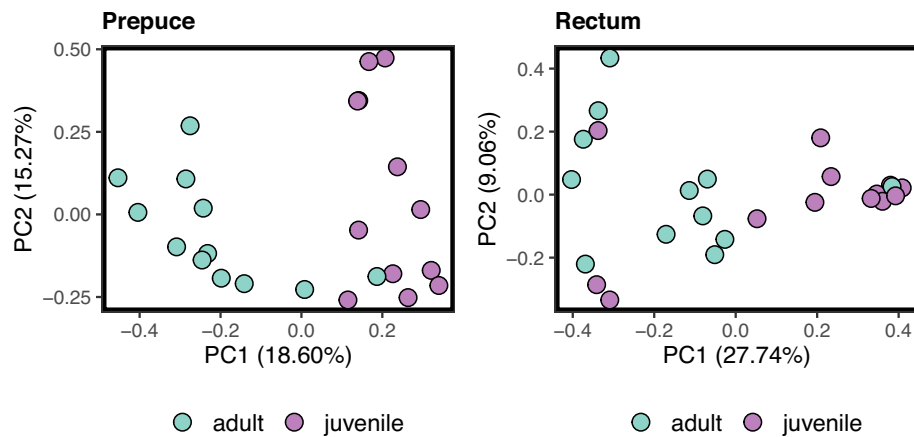 Prepuce
0.50
0.25
0.00
−0.25
PC2 (15.27%)
−0.4 −0.2 0.0 0.2
PC1 (18.60%)
adult juvenile
Rectum
0.4
0.2
0.0
−0.2
PC2 (9.06%)
−0.4 −0.2 0.0 0.2 0.4
PC1 (27.74%)
adult juvenile